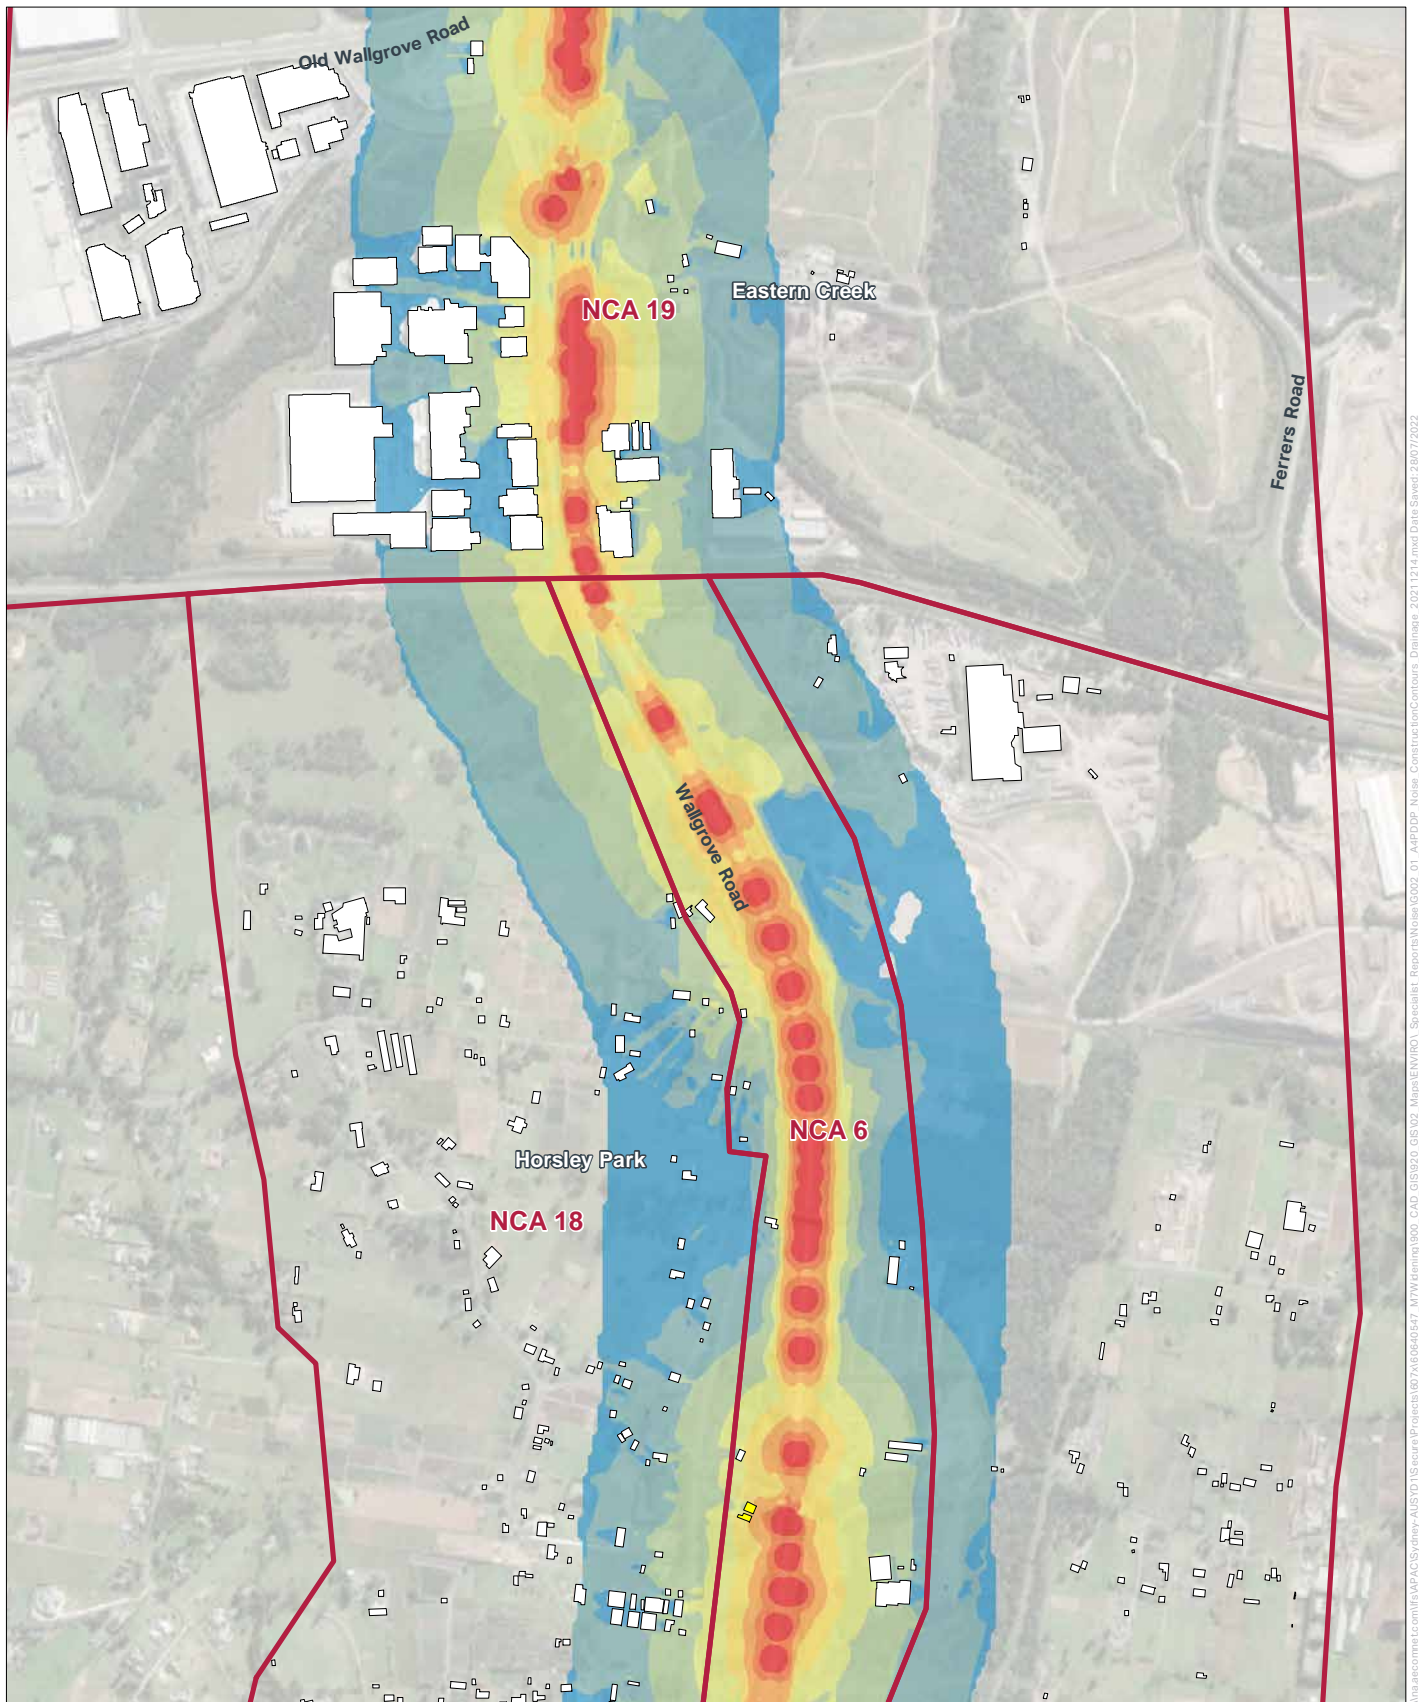 Old Wallgrove Road
Eastern Creek
NCA 19
Ferrers Road
Wallgrove Road
NCA 6
Horsley Park
NCA 18